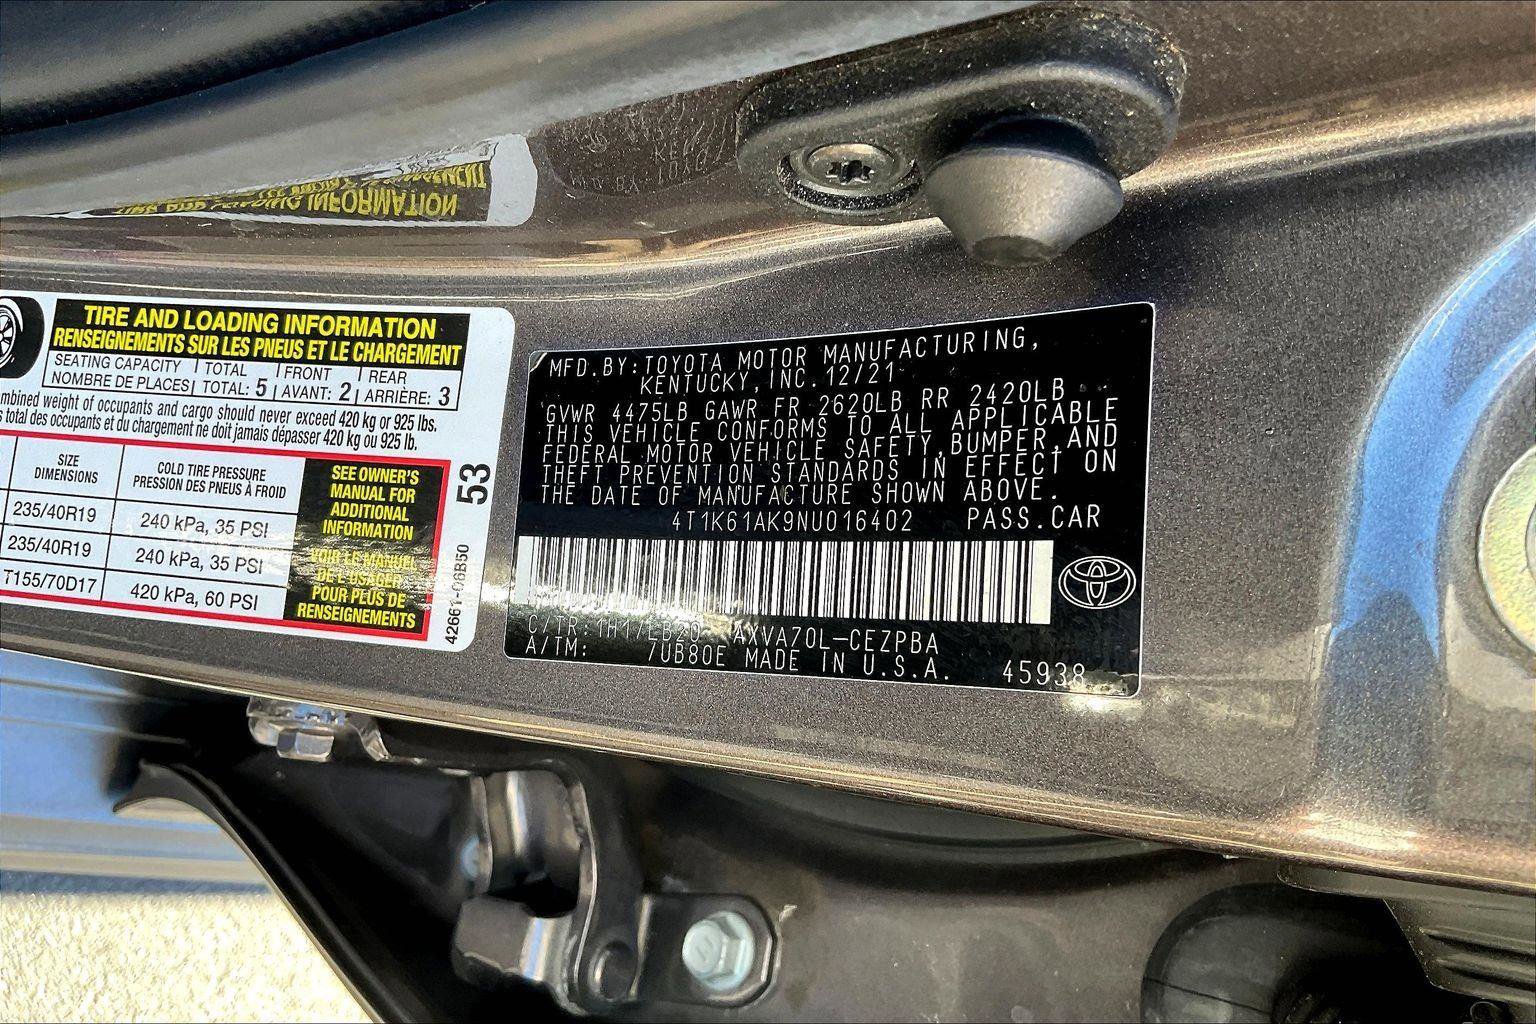 TIRE AND LOADING INFORMATION
RENSEIGNEMENTS SUR LES PNEUS ET LE CHARGEMENT
SEATING CAPACITY TOTAL FRONT REAR
NOMBRE DE PLACES TOTAL: 5 AVANT: 2 ARRIÈRE: 3
weight of occupants and cargo should never exceed 420 kg or 925 lbs.
total des occupants et du chargement ne doit jamais dépasser 420 kg ou 925 lb.
SIZE
DIMENSIONS
COLD TIRE PRESSURE
PRESSION DES PNEUS À FROID
235/40R19 240 kPa, 35 PSI
235/40R19 240 kPa, 35 PSI
T155/70D17 420 kPa, 60 PSI
SEE OWNER'S
MANUAL FOR
ADDITIONAL
INFORMATION
VOIR LE MANUEL
DE L'USAGER
POUR PLUS DE
RENSEIGNEMENTS
53
42661-06B50
MFD.BY:TOYOTA MOTOR MANUFACTURING,
KENTUCKY, INC. 12/21
GVWR 4475LB GAWR FR 2620LB RR 2420LB
THIS VEHICLE CONFORMS TO ALL APPLICABLE
FEDERAL MOTOR VEHICLE SAFETY,BUMPER,AND
THEFT PREVENTION STANDARDS IN EFFECT ON
THE DATE OF MANUFACTURE SHOWN ABOVE.
4T1K61AK9NU016402 PASS.CAR
C/TR: 1H1/LB20 AXVA70L-CEZPBA
A/TM: 7UB80E MADE IN U.S.A. 45938